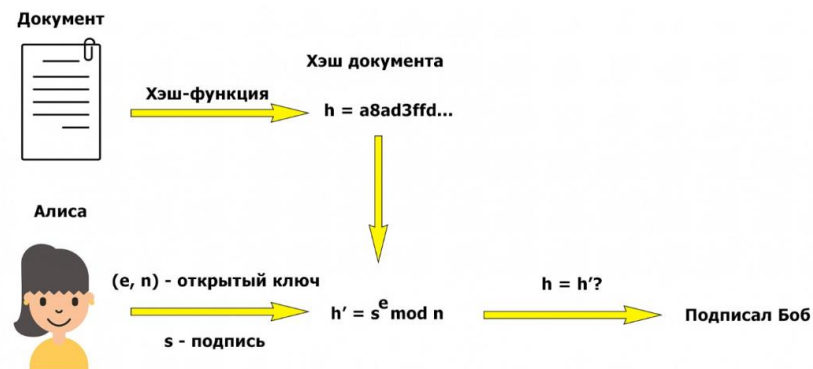 Документ
Хэш документа
Хэш-функция
h = a8ad3ffd...
Алиса
(e, n) - открытый ключ
s - подпись
h' = s^e mod n
h = h'?
Подписал Боб